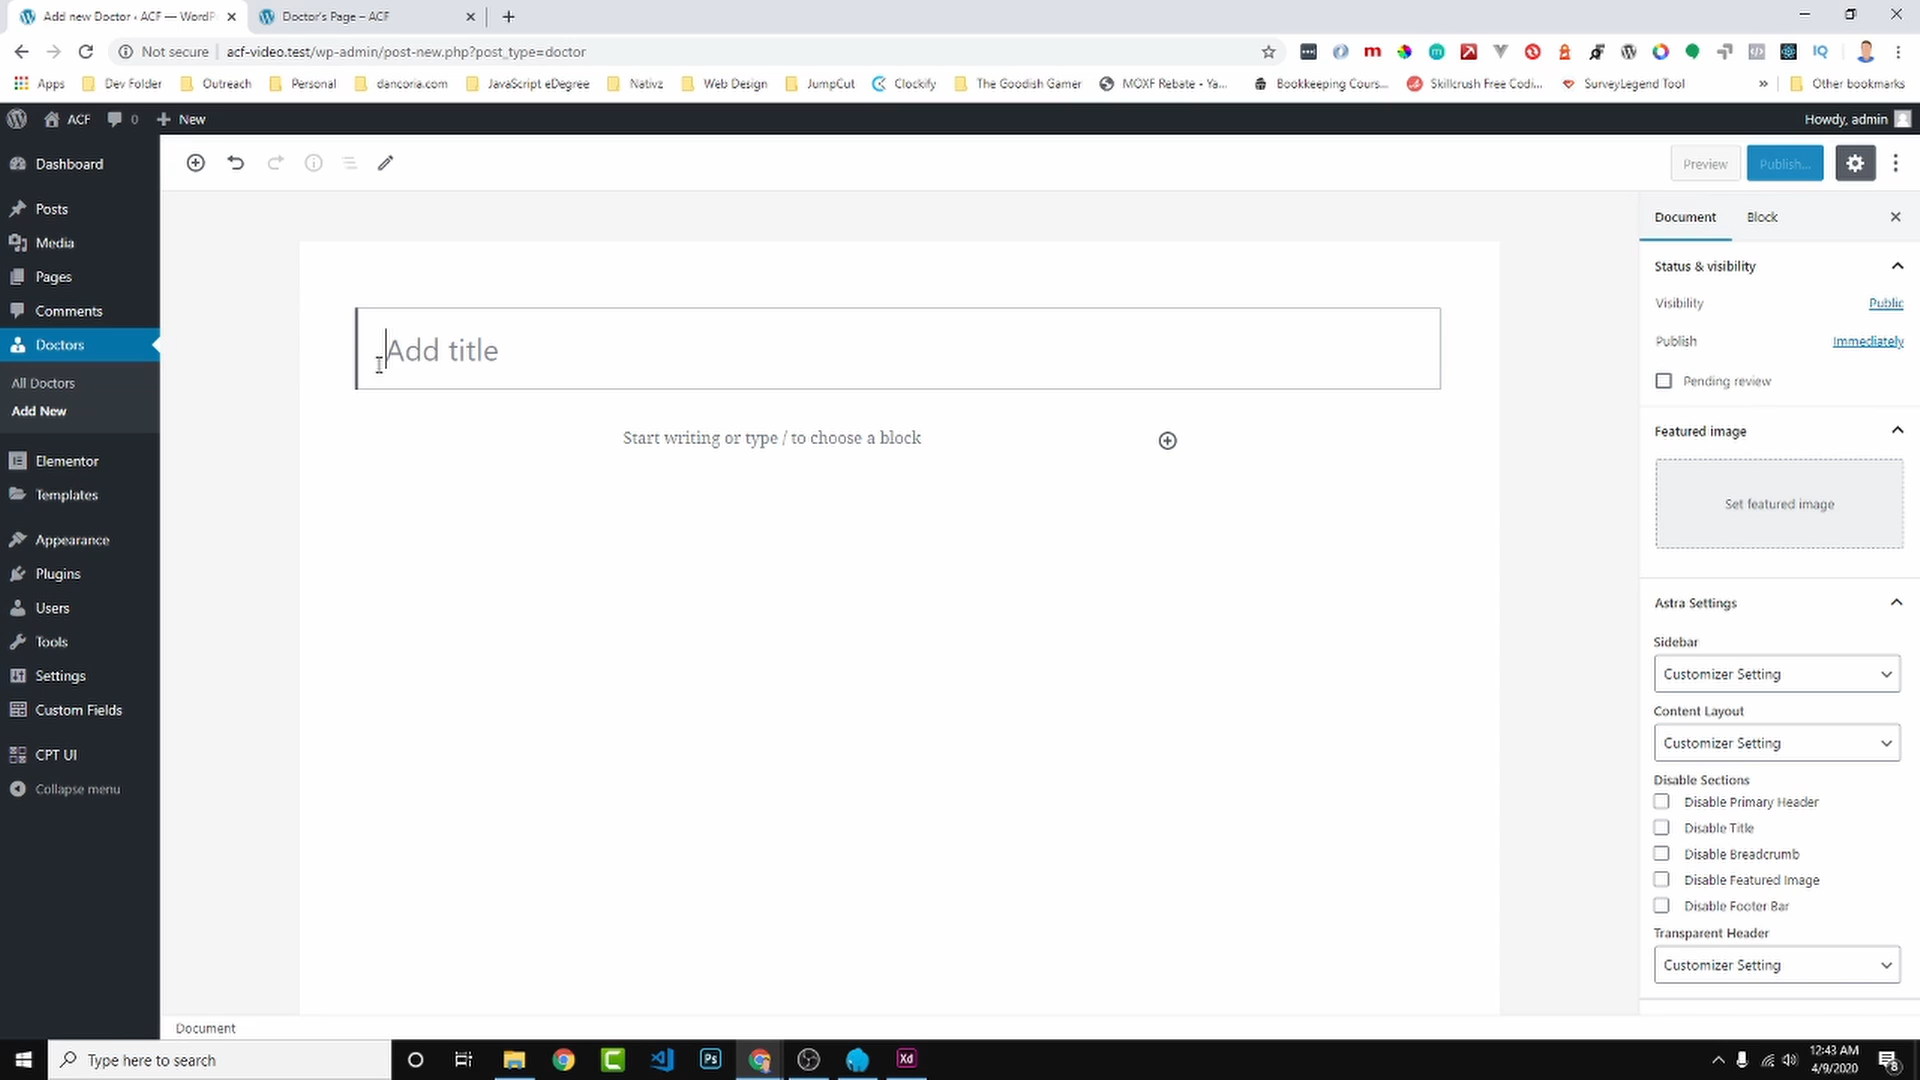 Add new Doctor ‹ ACF — WordP
Doctor's Page – ACF
Not secure
acf-video.test/wp-admin/post-new.php?post_type=doctor
Apps
Dev Folder
Outreach
Personal
dancoria.com
JavaScript eDegree
Nativz
Web Design
JumpCut
Clockify
The Goodish Gamer
MOXF Rebate - Ya...
Bookkeeping Cours...
Skillcrush Free Codi...
SurveyLegend Tool
»
Other bookmarks
ACF
0
New
Howdy, admin
Dashboard
Posts
Media
Pages
Comments
Doctors
All Doctors
Add New
Elementor
Templates
Appearance
Plugins
Users
Tools
Settings
Custom Fields
CPT UI
Collapse menu
Preview
Publish...
Add title
Start writing or type / to choose a block
Document
Block
Status & visibility
Visibility
Public
Publish
Immediately
Pending review
Featured image
Set featured image
Astra Settings
Sidebar
Customizer Setting
Content Layout
Customizer Setting
Disable Sections
Disable Primary Header
Disable Title
Disable Breadcrumb
Disable Featured Image
Disable Footer Bar
Transparent Header
Customizer Setting
Document
Type here to search
Ps
Xd
12:43 AM
4/9/2020
8